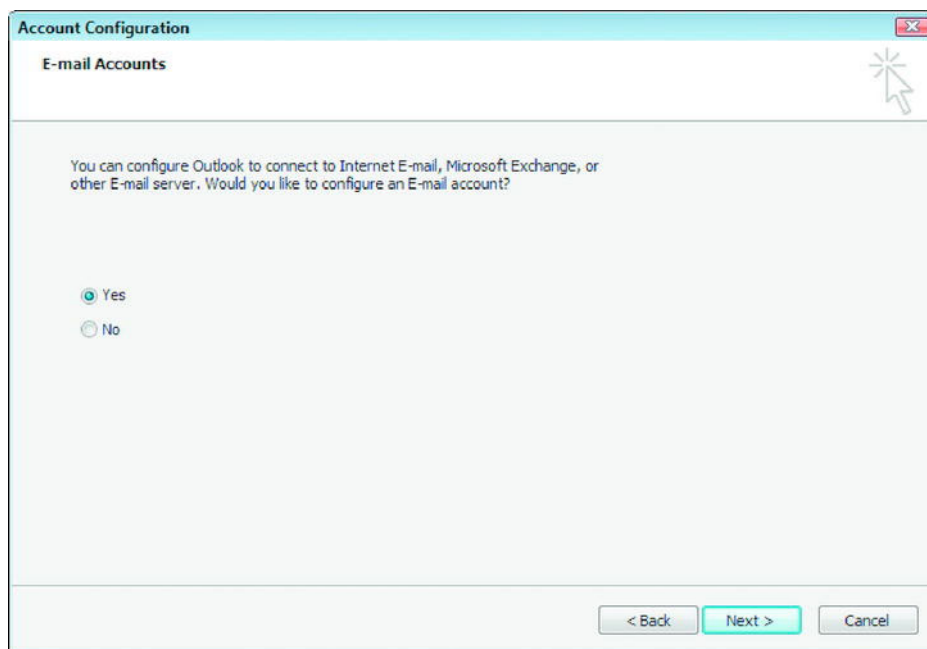 Account Configuration
E-mail Accounts
You can configure Outlook to connect to Internet E-mail, Microsoft Exchange, or
other E-mail server. Would you like to configure an E-mail account?
Yes
No
< Back Next > Cancel